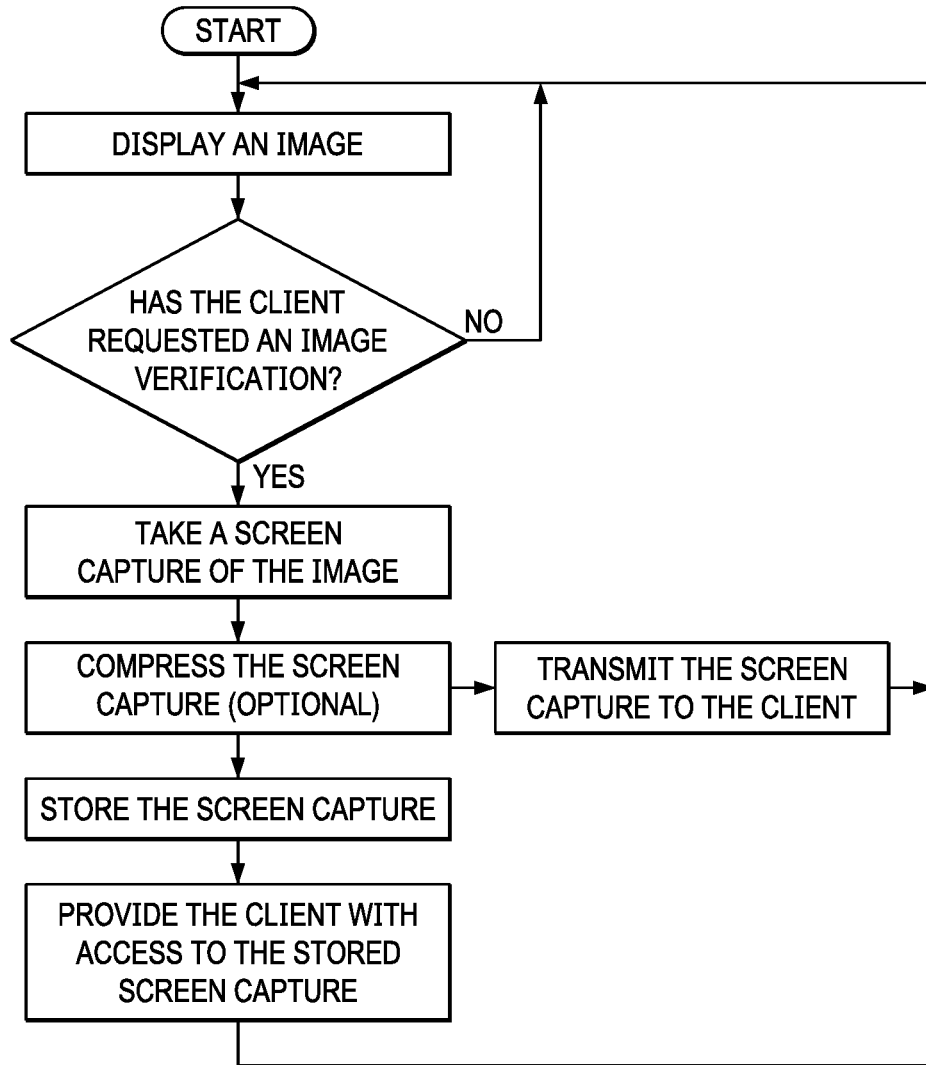 START
DISPLAY AN IMAGE
HAS THE CLIENT
REQUESTED AN IMAGE
VERIFICATION?
NO
YES
TAKE A SCREEN
CAPTURE OF THE IMAGE
COMPRESS THE SCREEN
CAPTURE (OPTIONAL)
TRANSMIT THE SCREEN
CAPTURE TO THE CLIENT
STORE THE SCREEN CAPTURE
PROVIDE THE CLIENT WITH
ACCESS TO THE STORED
SCREEN CAPTURE